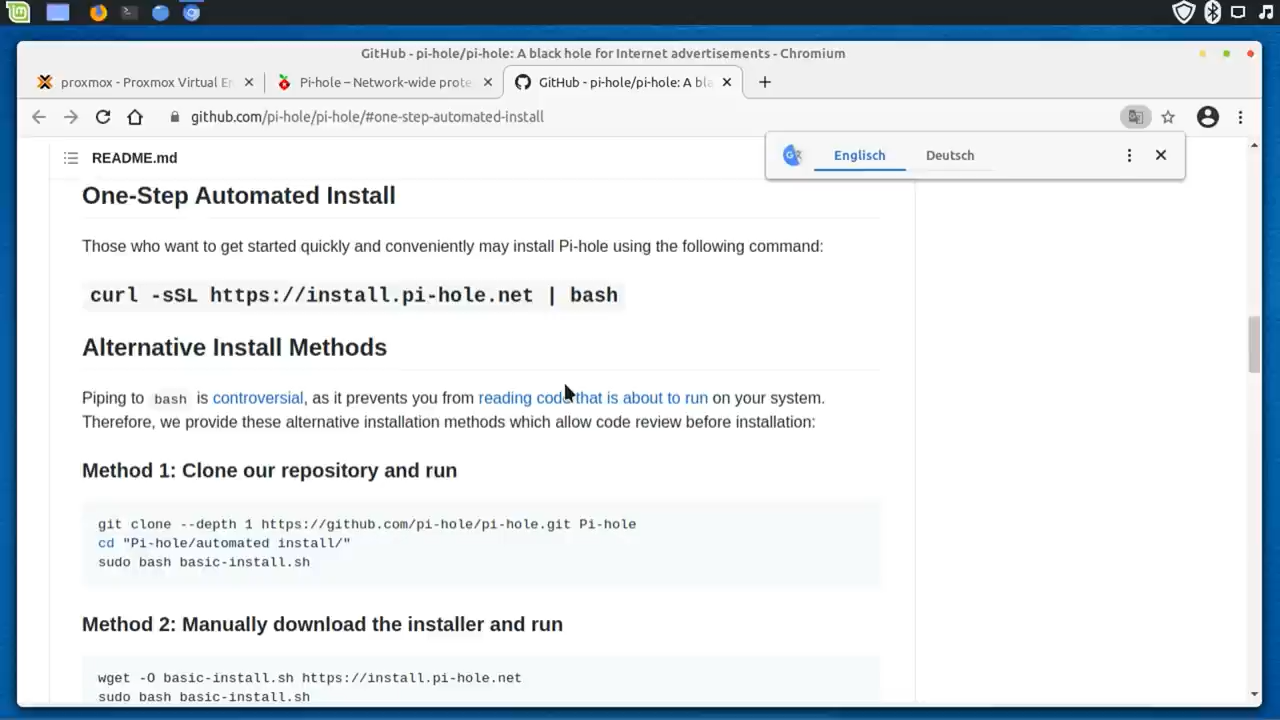 GitHub - pi-hole/pi-hole: A black hole for Internet advertisements - Chromium
proxmox - Proxmox Virtual En
Pi-hole – Network-wide prote
GitHub - pi-hole/pi-hole: A bla
github.com/pi-hole/pi-hole/#one-step-automated-install
Englisch
Deutsch
README.md
One-Step Automated Install
Those who want to get started quickly and conveniently may install Pi-hole using the following command:
curl -sSL https://install.pi-hole.net | bash
Alternative Install Methods
Piping to bash is controversial, as it prevents you from reading code that is about to run on your system.
Therefore, we provide these alternative installation methods which allow code review before installation:
Method 1: Clone our repository and run
git clone --depth 1 https://github.com/pi-hole/pi-hole.git Pi-hole
cd "Pi-hole/automated install/"
sudo bash basic-install.sh
Method 2: Manually download the installer and run
wget -O basic-install.sh https://install.pi-hole.net
sudo bash basic-install.sh